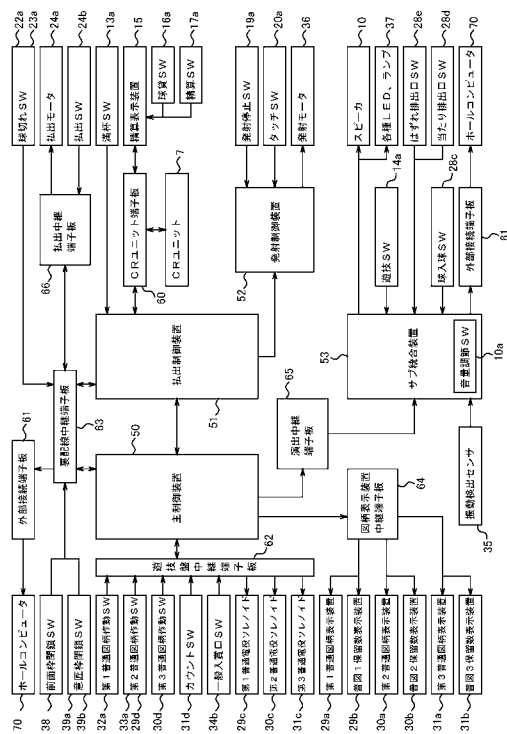 22a
23a
24a
24b
13a
15
16a
17a
19a
20a
36
10
37
28e
28d
70
球切れSW
払出モータ
払出SW
満杯SW
精算表示装置
球貸SW
精算SW
発射停止SW
タッチSW
発射モータ
スピーカ
各種LED、ランプ
はずれ排出口SW
当たり排出口SW
ホールコンピュータ
払出中継
端子板
66
CRユニット端子板
60
CRユニット
7
発射制御装置
52
遊技SW
14a
球入球SW
28c
外部接続端子板
61
外部接続端子板
61
裏配線中継端子板
63
払出制御装置
51
サブ統合装置
53
音量調節SW
10a
主制御装置
50
演出中継
端子板
65
図柄表示装置
中継端子板
64
振動検出センサ
35
遊技盤中継端子板
62
ホールコンピュータ
前面枠閉鎖SW
意匠枠閉鎖SW
第1普通図柄作動SW
第2普通図柄作動SW
第3普通図柄作動SW
カウントSW
一般入賞口SW
第1普通電役ソレノイド
第2普通電役ソレノイド
第3普通電役ソレノイド
第1普通図柄表示装置
普図1保留数表示装置
第2普通図柄表示装置
普図2保留数表示装置
第3普通図柄表示装置
普図3保留数表示装置
70
38
39a
39b
32a
33a
28d
30d
31d
34b
29c
30c
31c
29a
29b
30a
30b
31a
31b